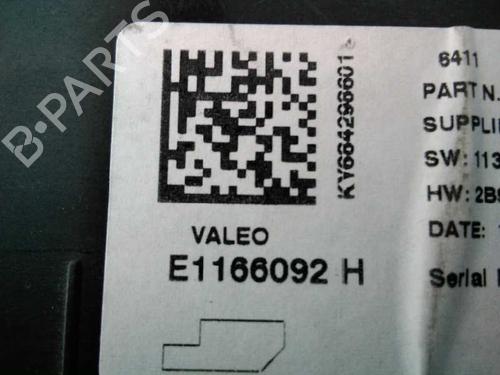 B-PARTS
KY664296601
VALEO
E1166092 H
6411
PART N.
SUPPLI
SW: 113
HW: 2B
DATE:
Serial